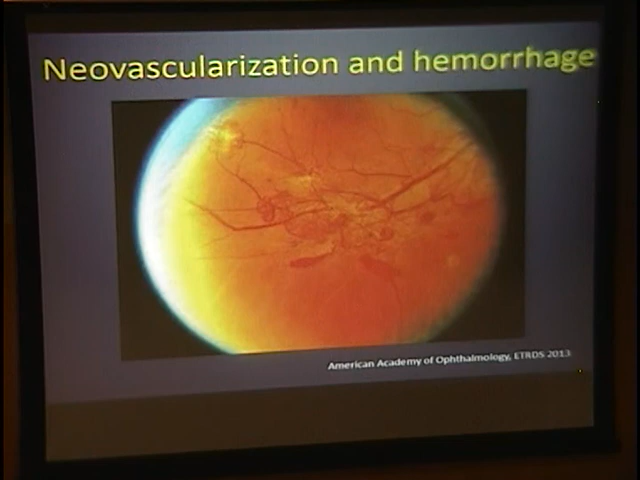 Neovascularization and hemorrhage
American Academy of Ophthalmology, ETRDS 2013